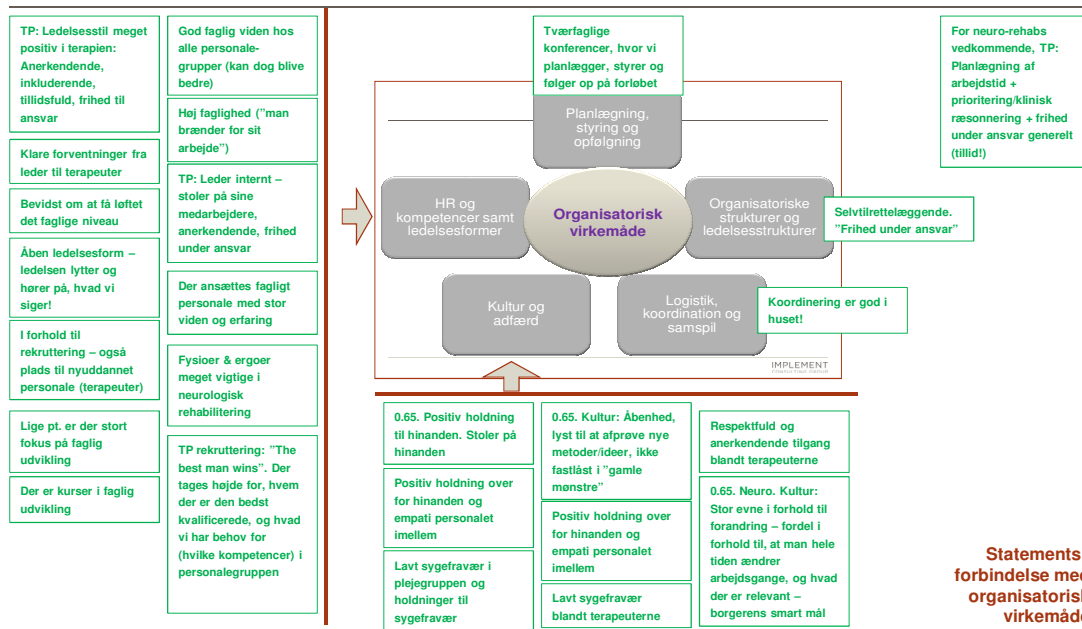 TP: Ledelsesstil meget
positiv i terapien:
Anerkendende,
inkluderende,
tillidsfuld, frihed til
ansvar
Klare forventninger fra
leder til terapeuter
Bevidst om at få løftet
det faglige niveau
Åben ledelsesform –
ledelsen lytter og
hører på, hvad vi
siger!
I forhold til
rekruttering – også
plads til nyuddannet
personale (terapeuter)
Lige pt. er der stort
fokus på faglig
udvikling
Der er kurser i faglig
udvikling
God faglig viden hos
alle personale-
grupper (kan dog blive
bedre)
Høj faglighed ("man
brænder for sit
arbejde")
TP: Leder internt –
stoler på sine
medarbejdere,
anerkendende, frihed
under ansvar
Der ansættes fagligt
personale med stor
viden og erfaring
Fysioer & ergoer
meget vigtige i
neurologisk
rehabilitering
TP rekruttering: "The
best man wins". Der
tages højde for, hvem
der er den bedst
kvalificerede, og hvad
vi har behov for
(hvilke kompetencer) i
personalegruppen
Tværfaglige
konferencer, hvor vi
planlægger, styrer og
følger op på forløbet
Planlægning,
styring og
opfølgning
HR og
kompetencer samt
ledelsesformer
Organisatorisk
virkemåde
Organisatoriske
strukturer og
ledelsesstrukturer
Kultur og
adfærd
Logistik,
koordination og
samspil
IMPLEMENT
For neuro-rehabs
vedkommende, TP:
Planlægning af
arbejdstid +
prioritering/klinisk
ræsonnering + frihed
under ansvar generelt
(tillid!)
Selvtilrettelæggende.
"Frihed under ansvar"
Koordinering er god i
huset!
0.65. Positiv holdning
til hinanden. Stoler på
hinanden
Positiv holdning over
for hinanden og
empati personalet
imellem
Lavt sygefravær i
plejegruppen og
holdninger til
sygefravær
0.65. Kultur: Åbenhed,
lyst til at afprøve nye
metoder/ideer, ikke
fastlåst i "gamle
mønstre"
Positiv holdning over
for hinanden og
empati personalet
imellem
Lavt sygefravær
blandt terapeuterne
Respektfuld og
anerkendende tilgang
blandt terapeuterne
0.65. Neuro. Kultur:
Stor evne i forhold til
forandring – fordel i
forhold til, at man hele
tiden ændrer
arbejdsgange, og hvad
der er relevant –
borgerens smart mål
Statements
forbindelse med
organisatorisk
virkemåde